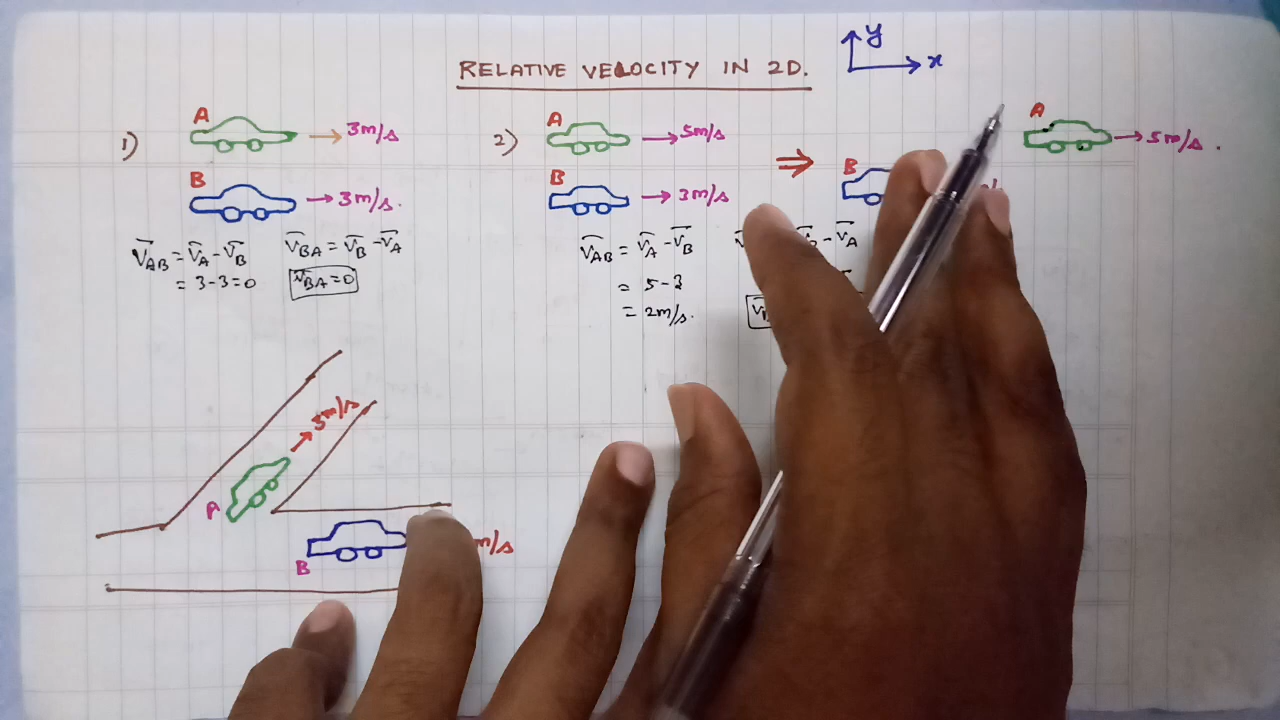 RELATIVE VELOCITY IN 2D.
y
x
1)
A
3m/s
B
3m/s.
V̅AB = V̅A - V̅B
= 3-3=0
V̅BA = V̅B - V̅A
V̅BA = 0
2)
A
5m/s
B
3m/s
⇒
A
5m/s.
B
V̅AB = V̅A - V̅B
= 5-3
= 2m/s.
- V̅A
A
5m/s
B
m/s